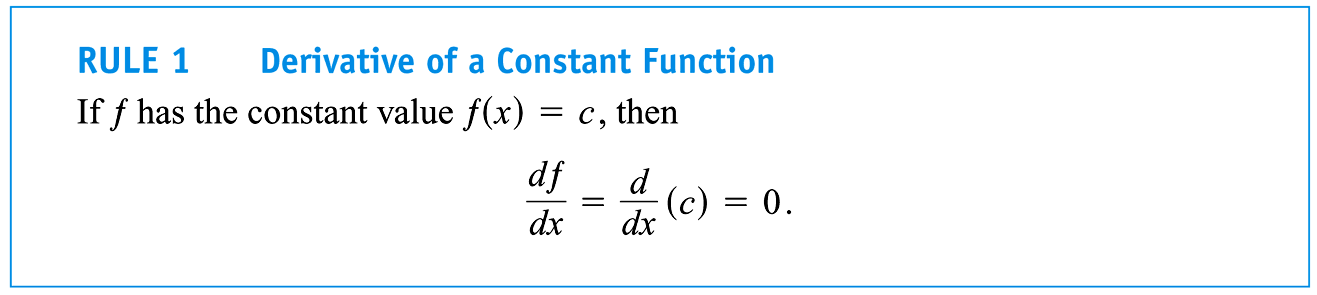 RULE 1 Derivative of a Constant Function
If f has the constant value f(x) = c, then
df/dx = d/dx (c) = 0.